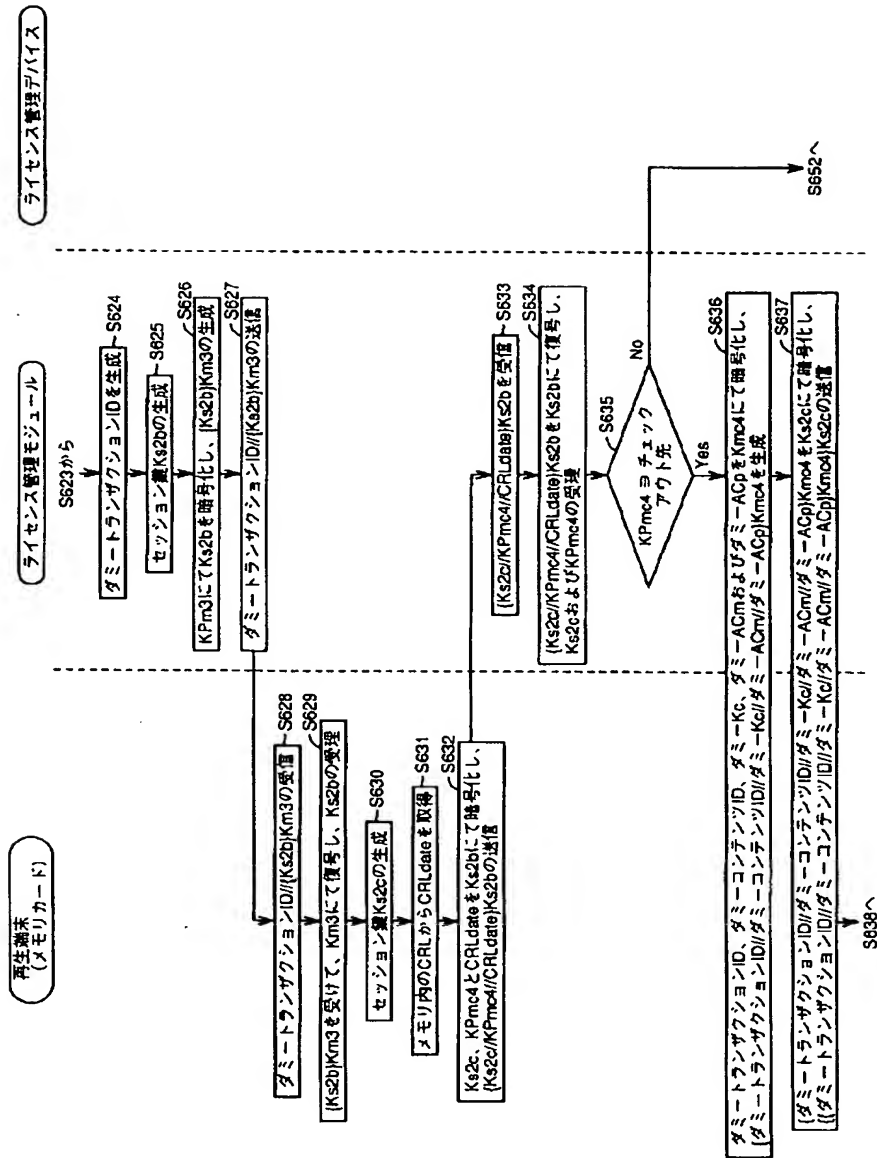 再生端末
(メモリカード)
ライセンス管理モジュール
ライセンス管理デバイス
S623から
ダミートランザクションIDを生成
S624
セッション鍵Ks2bの生成
S625
KPm3にてKs2bを暗号化し、{Ks2b}Km3の生成
S626
ダミートランザクションID//{Ks2b}Km3の送信
S627
ダミートランザクションID//{Ks2b}Km3の受信
S628
{Ks2b}Km3を受けて、Km3にて復号し、Ks2bの受理
S629
セッション鍵Ks2cの生成
S630
メモリ内のCRLからCRLdateを取得
S631
Ks2c、KPmc4とCRLdateをKs2bにて暗号化し、
{Ks2c//KPmc4//CRLdate}Ks2bの送信
S632
{Ks2c//KPmc4//CRLdate}Ks2bを受信
S633
{Ks2c//KPmc4//CRLdate}Ks2bをKs2bにて復号し、
Ks2cおよびKPmc4の受理
S634
KPmc4∋チェック
アウト先
S635
No
S652へ
Yes
ダミートランザクションID、ダミーコンテンツID、ダミーKc、ダミーACmおよびダミーACpをKmc4にて暗号化し、
{ダミートランザクションID//ダミーコンテンツID//ダミーKc//ダミーACm//ダミーACp}Kmc4を生成
S636
{ダミートランザクションID//ダミーコンテンツID//ダミーKc//ダミーACm//ダミーACp}Kmc4をKs2cにて暗号化し、
{{ダミートランザクションID//ダミーコンテンツID//ダミーKc//ダミーACm//ダミーACp}Kmc4}Ks2cの送信
S637
S638へ